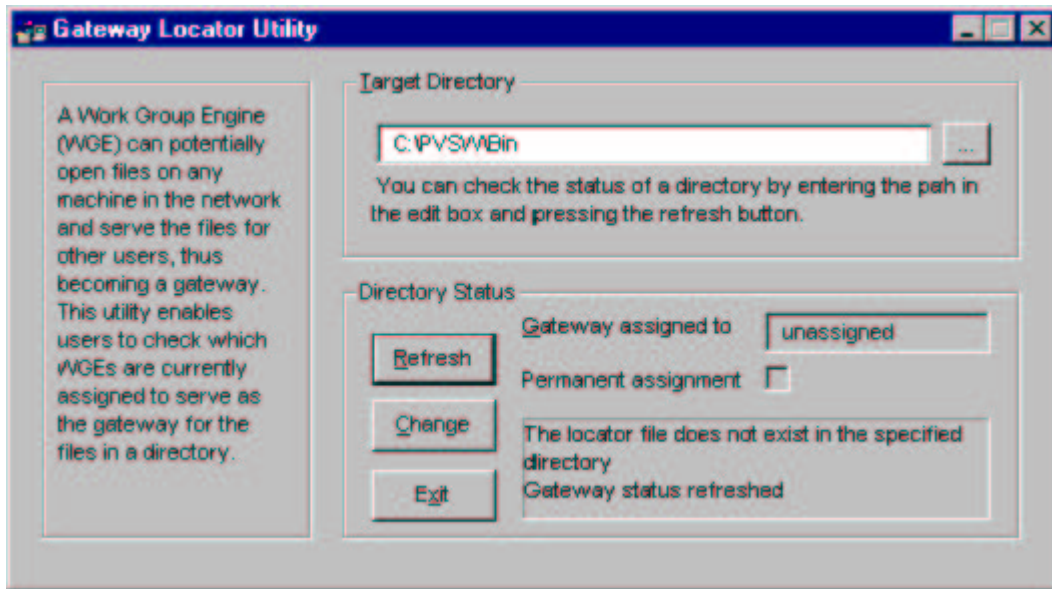 Gateway Locator Utility
A Work Group Engine
(WGE) can potentially
open files on any
machine in the network
and serve the files for
other users, thus
becoming a gateway.
This utility enables
users to check which
WGEs are currently
assigned to serve as
the gateway for the
files in a directory.
Target Directory
C:\PVSW\Bin
...
You can check the status of a directory by entering the pah in
the edit box and pressing the refresh button.
Directory Status
Refresh
Gateway assigned to
unassigned
Permanent assignment
Change
The locator file does not exist in the specified
directory
Gateway status refreshed
Exit